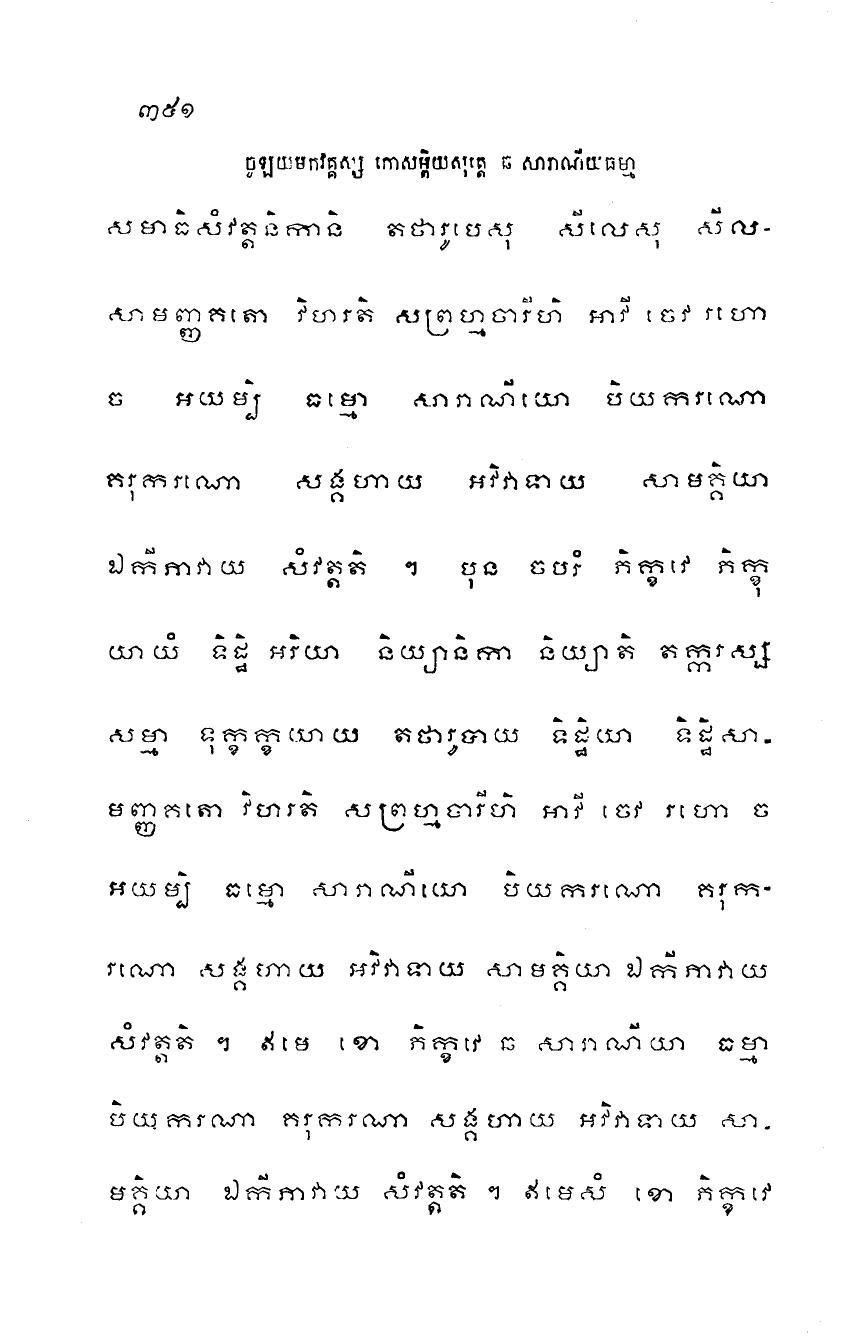 ៣៥១
ចូឡយមកវគ្គស្ស កោសម្ពិយសុត្តេ ឆ សារាណីយធម្មា
សមាធិសំវត្តនិកានិ តថារូបេសុ សីលេសុ សីល-
សាមញ្ញគតោ វិហរតិ សព្រហ្មចារីហិ អាវី ចេវ រហោ
ច អយម្បិ ធម្មោ សារាណីយោ បិយករណោ
គរុករណោ សង្គហាយ អវិវាទាយ សាមគ្គិយា
ឯកីភាវាយ សំវត្តតិ ។ បុន ចបរំ ភិក្ខវេ ភិក្ខុ
យាយំ ទិដ្ឋិ អរិយា និយ្យានិកា និយ្យាតិ តក្ករស្ស
សម្មា ទុក្ខក្ខយាយ តថារូបាយ ទិដ្ឋិយា ទិដ្ឋិសា-
មញ្ញគតោ វិហរតិ សព្រហ្មចារីហិ អាវី ចេវ រហោ ច
អយម្បិ ធម្មោ សារាណីយោ បិយករណោ គរុក-
រណោ សង្គហាយ អវិវាទាយ សាមគ្គិយា ឯកីភាវាយ
សំវត្តតិ ។ ឥមេ ខោ ភិក្ខវេ ឆ សារាណីយា ធម្មា
បិយករណា គរុករណា សង្គហាយ អវិវាទាយ សា-
មគ្គិយា ឯកីភាវាយ សំវត្តតិ ។ ឥមេសំ ខោ ភិក្ខវេ